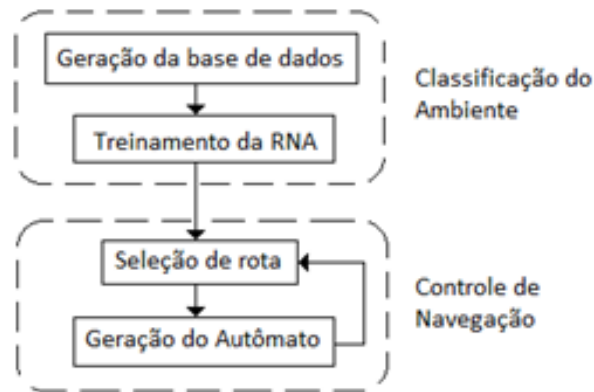 Geração da base de dados
Treinamento da RNA
Classificação do
Ambiente
Seleção de rota
Geração do Autômato
Controle de
Navegação